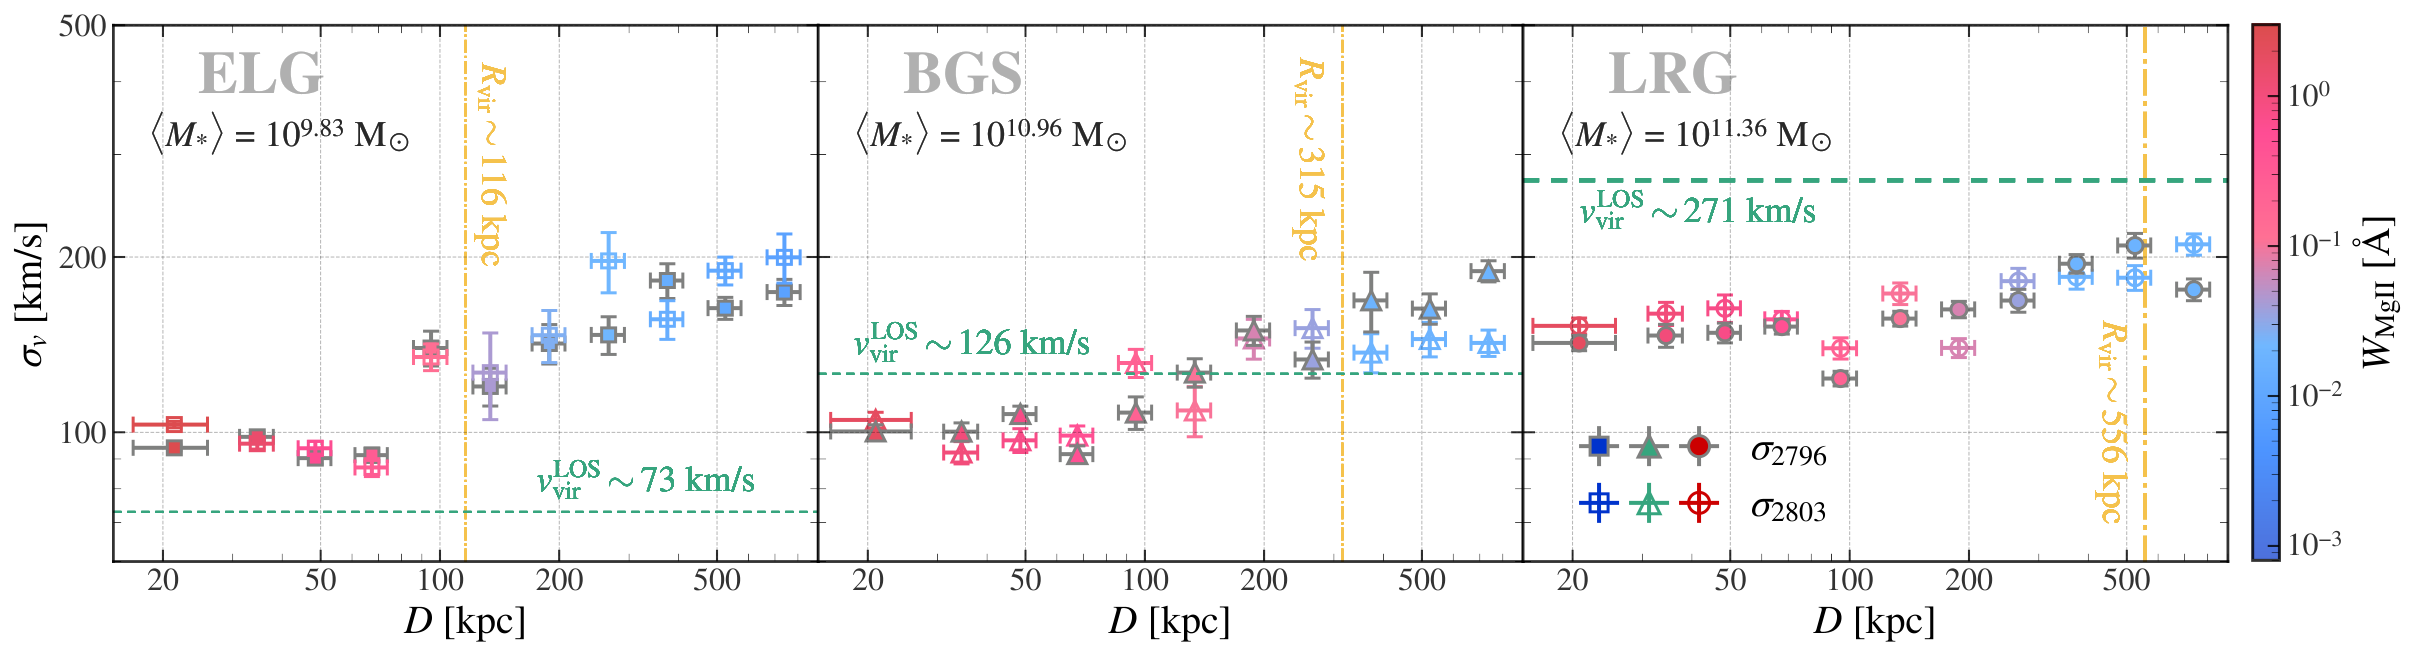 ELG
⟨M*⟩ = 10^9.83 M⊙
R_vir ~ 116 kpc
v_vir^LOS ~ 73 km/s
BGS
⟨M*⟩ = 10^10.96 M⊙
R_vir ~ 315 kpc
v_vir^LOS ~ 126 km/s
LRG
⟨M*⟩ = 10^11.36 M⊙
v_vir^LOS ~ 271 km/s
R_vir ~ 556 kpc
σ_2796
σ_2803
σ_v [km/s]
500
200
100
20 50 100 200 500
20 50 100 200 500
20 50 100 200 500
D [kpc]
D [kpc]
D [kpc]
10^0
10^−1
10^−2
10^−3
W_MgII [Å]